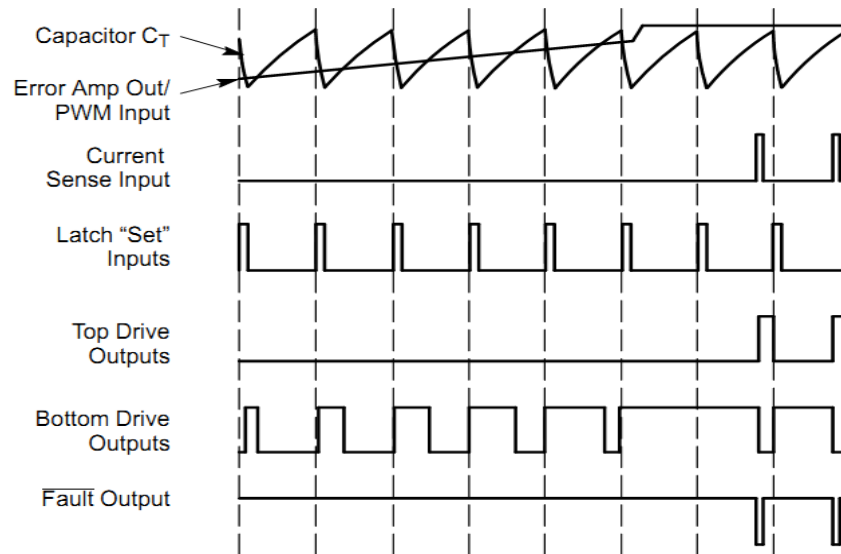 Capacitor CT
Error Amp Out/
PWM Input
Current
Sense Input
Latch “Set”
Inputs
Top Drive
Outputs
Bottom Drive
Outputs
Fault Output